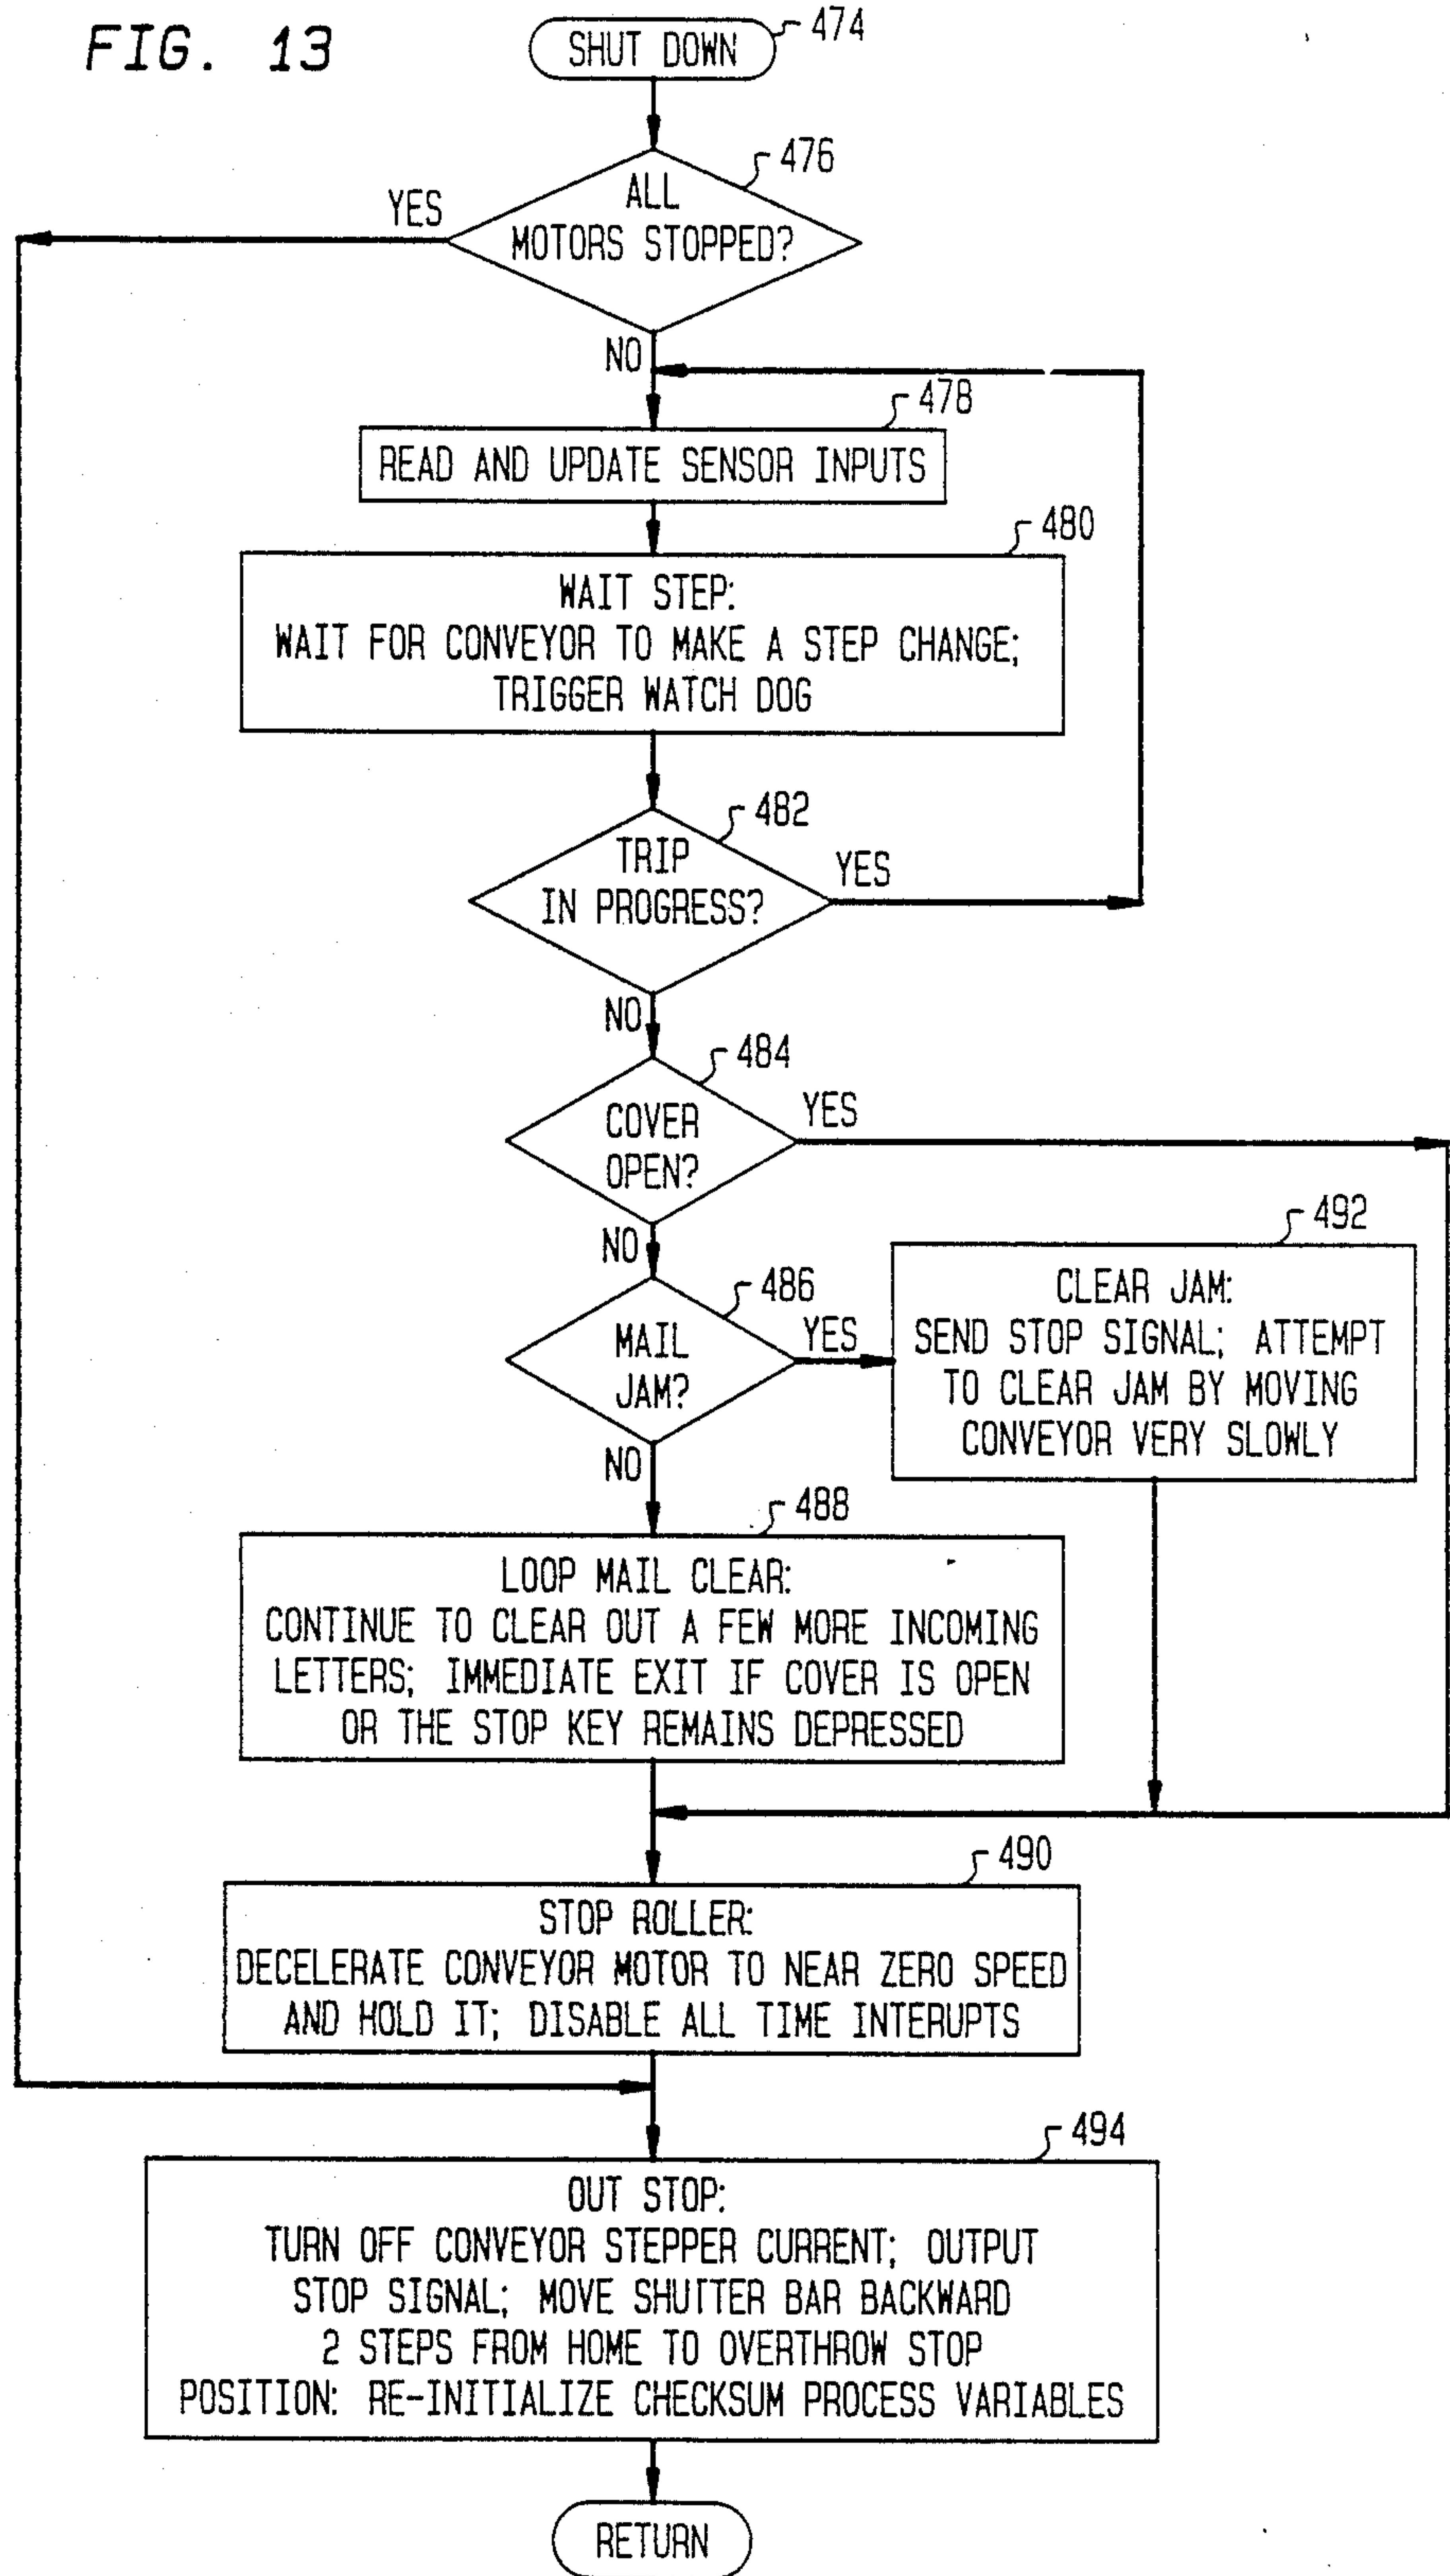 FIG. 13
SHUT DOWN
474
476
ALL
MOTORS STOPPED?
YES
NO
478
READ AND UPDATE SENSOR INPUTS
480
WAIT STEP:
WAIT FOR CONVEYOR TO MAKE A STEP CHANGE;
TRIGGER WATCH DOG
482
TRIP
IN PROGRESS?
YES
NO
484
COVER
OPEN?
YES
NO
486
MAIL
JAM?
YES
492
CLEAR JAM:
SEND STOP SIGNAL; ATTEMPT
TO CLEAR JAM BY MOVING
CONVEYOR VERY SLOWLY
NO
488
LOOP MAIL CLEAR:
CONTINUE TO CLEAR OUT A FEW MORE INCOMING
LETTERS; IMMEDIATE EXIT IF COVER IS OPEN
OR THE STOP KEY REMAINS DEPRESSED
490
STOP ROLLER:
DECELERATE CONVEYOR MOTOR TO NEAR ZERO SPEED
AND HOLD IT; DISABLE ALL TIME INTERUPTS
494
OUT STOP:
TURN OFF CONVEYOR STEPPER CURRENT; OUTPUT
STOP SIGNAL; MOVE SHUTTER BAR BACKWARD
2 STEPS FROM HOME TO OVERTHROW STOP
POSITION: RE-INITIALIZE CHECKSUM PROCESS VARIABLES
RETURN